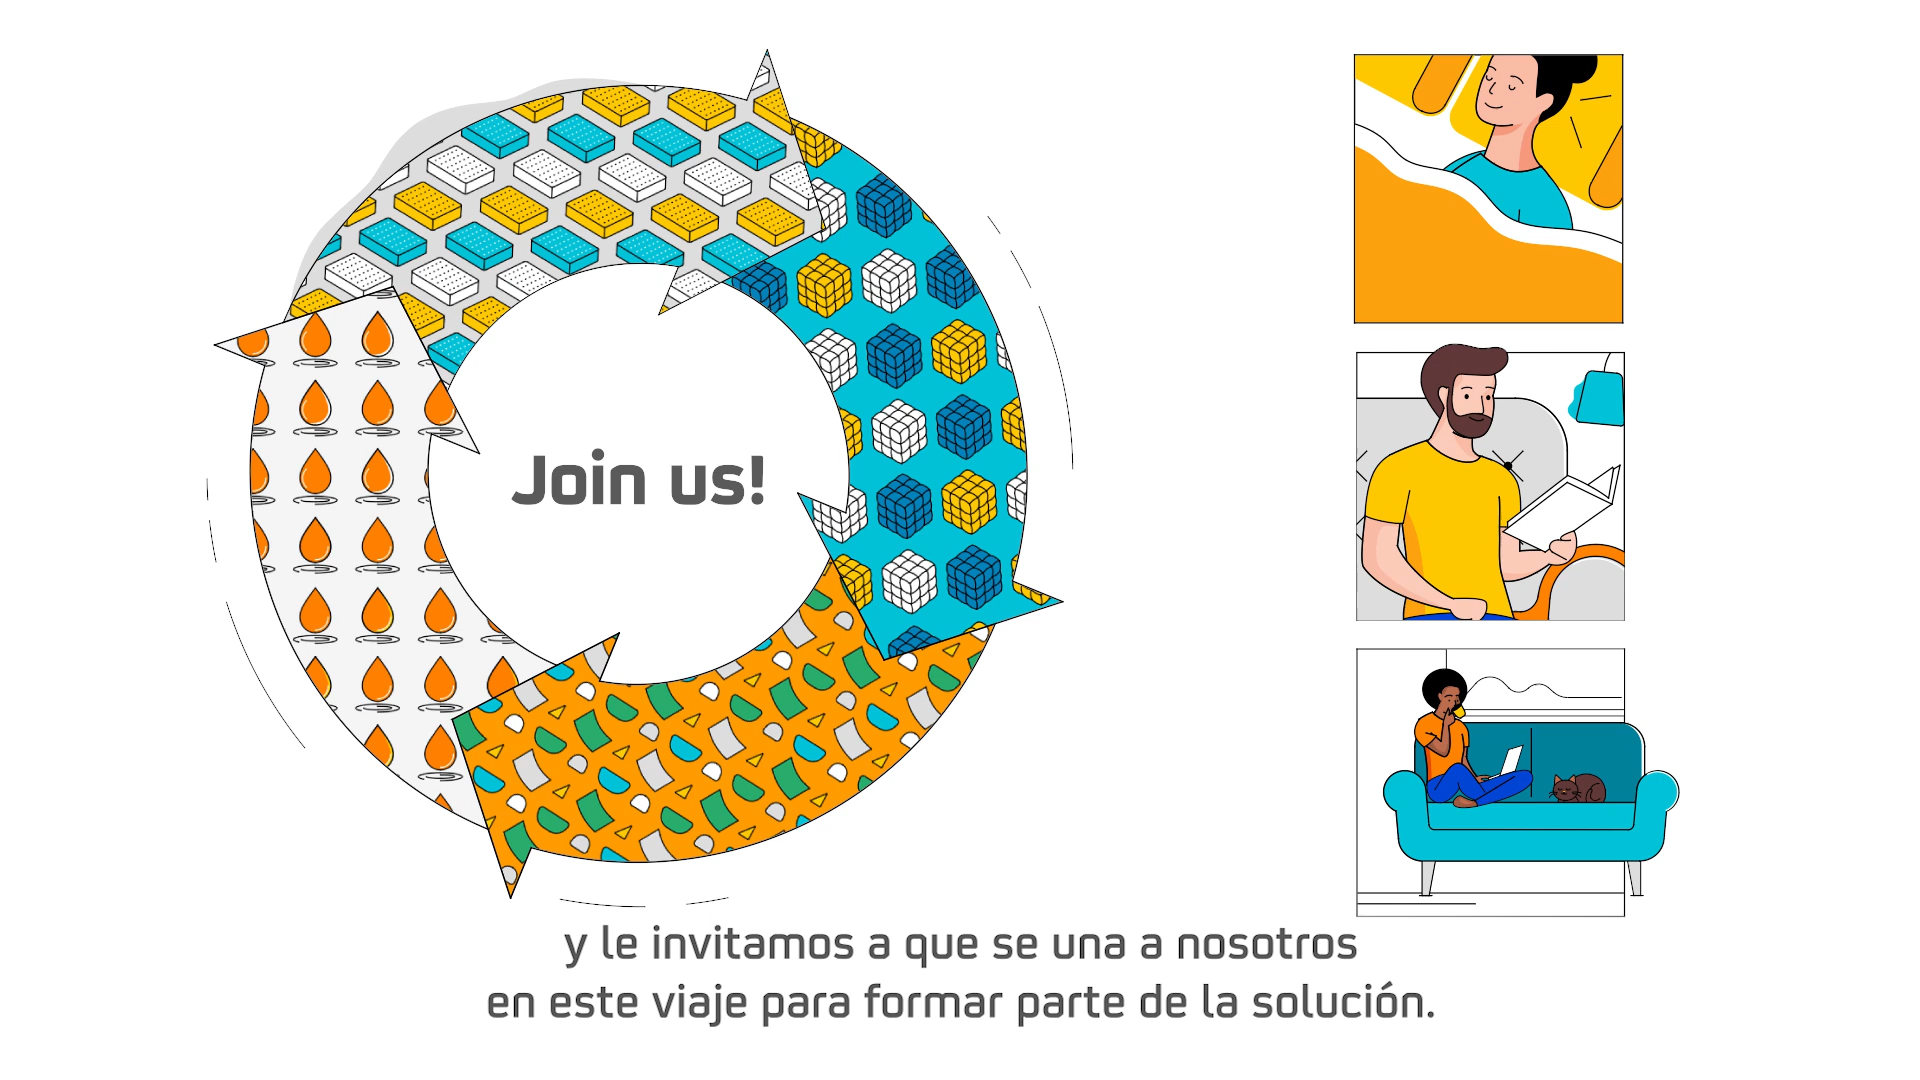 Join us!
y le invitamos a que se una a nosotros
en este viaje para formar parte de la solución.